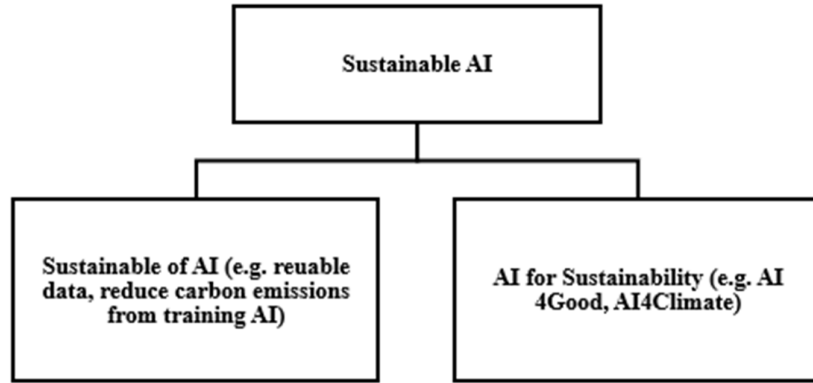 Sustainable AI
Sustainable of AI (e.g. reuable
data, reduce carbon emissions
from training AI)
AI for Sustainability (e.g. AI
4Good, AI4Climate)